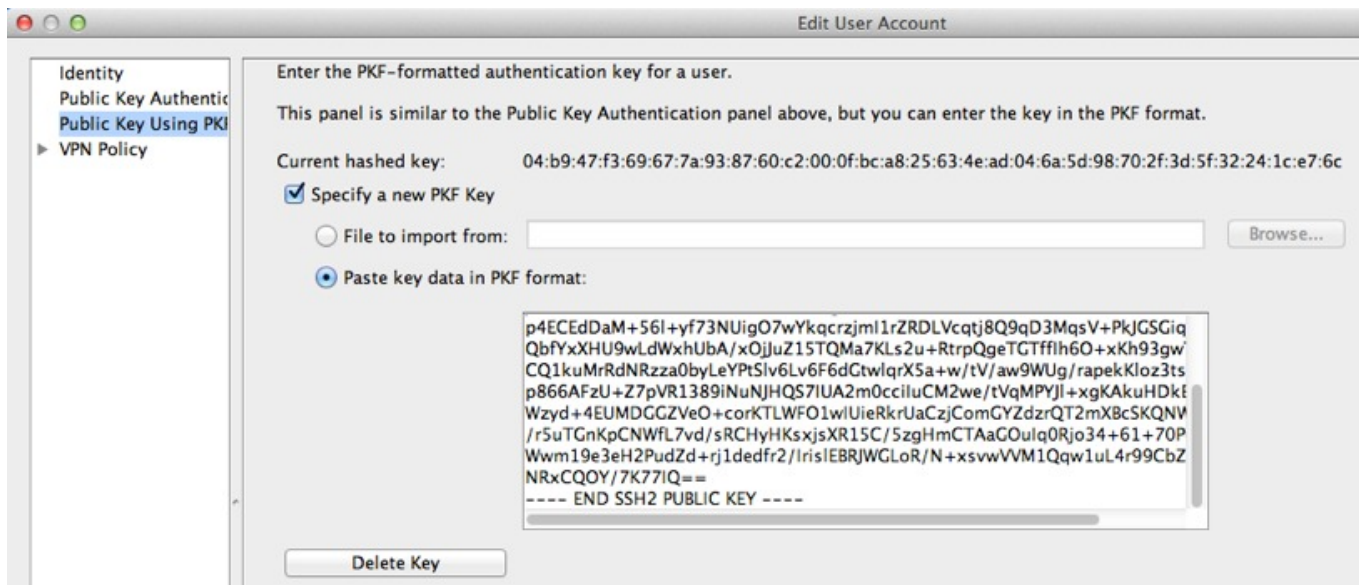 Edit User Account
Identity
Public Key Authentic
Public Key Using PKF
VPN Policy
Enter the PKF-formatted authentication key for a user.
This panel is similar to the Public Key Authentication panel above, but you can enter the key in the PKF format.
Current hashed key: 04:b9:47:f3:69:67:7a:93:87:60:c2:00:0f:bc:a8:25:63:4e:ad:04:6a:5d:98:70:2f:3d:5f:32:24:1c:e7:6c
Specify a new PKF Key
File to import from:
Browse...
Paste key data in PKF format:
p4ECEdDaM+56l+yf73NUigO7wYkqcrzjml1rZRDLVcqtj8Q9qD3MqsV+PkJGSGiq
QbfYxXHU9wLdWxhUbA/xOjJuZ15TQMa7KLs2u+RtrpQgeTGTfflh6O+xKh93gw
CQ1kuMrRdNRzza0byLeYPtSlv6Lv6F6dGtwlqrX5a+w/tV/aw9WUg/rapekKloz3ts
p866AFzU+Z7pVR1389iNuNJHQS7IUA2m0cciIuCM2we/tVqMPYJl+xgKAkuHDkE
Wzyd+4EUMDGGZVeO+corKTLWFO1wlUieRkrUaCzjComGYZdzrQT2mXBcSKQNW
/r5uTGnKpCNWfL7vd/sRCHyHKsxjsXR15C/5zgHmCTAaGOulq0Rjo34+61+70P
Wwm19e3eH2PudZd+rj1dedfr2/IrislEBRJWGLoR/N+xsvwVVM1Qqw1uL4r99CbZ
NRxCQOY/7K77IQ==
---- END SSH2 PUBLIC KEY ----
Delete Key